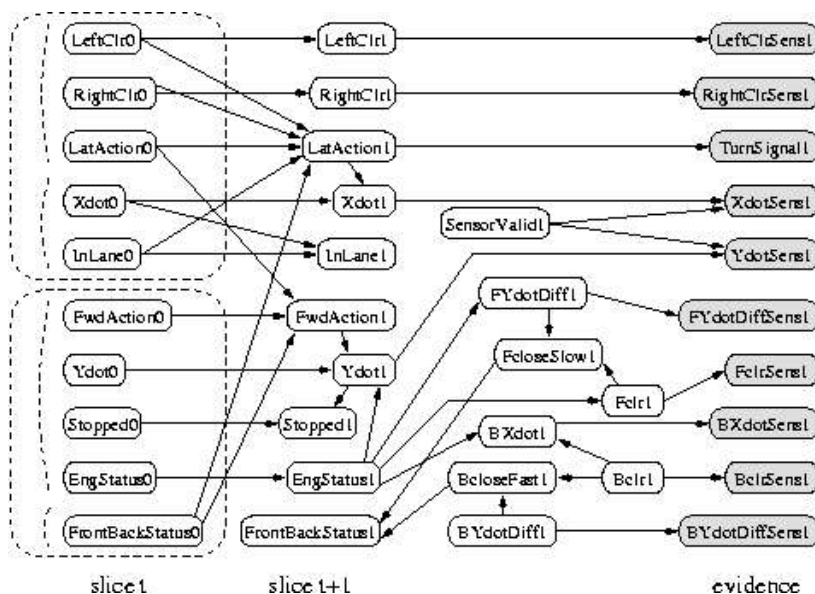 LeftClr0 LeftClr1 LeftClrSens1
RightClr0 RightClr1 RightClrSens1
LatAction0 LatAction1 TurnSignal1
Xdot0 Xdot1 XdotSens1
SensorValid1
InLane0 InLane1 YdotSens1
FYdotDiff1
FwdAction0 FwdAction1 FYdotDiffSens1
FcloseSlow1
Ydot0 Ydot1 FclrSens1
Fclr1
Stopped0 Stopped1 BXdot1 BXdotSens1
EngStatus0 EngStatus1 BcloseFast1 Bclr1 BclrSens1
FrontBackStatus0 FrontBackStatus1 BYdotDiff1 BYdotDiffSens1
slice t slice t+1 evidence